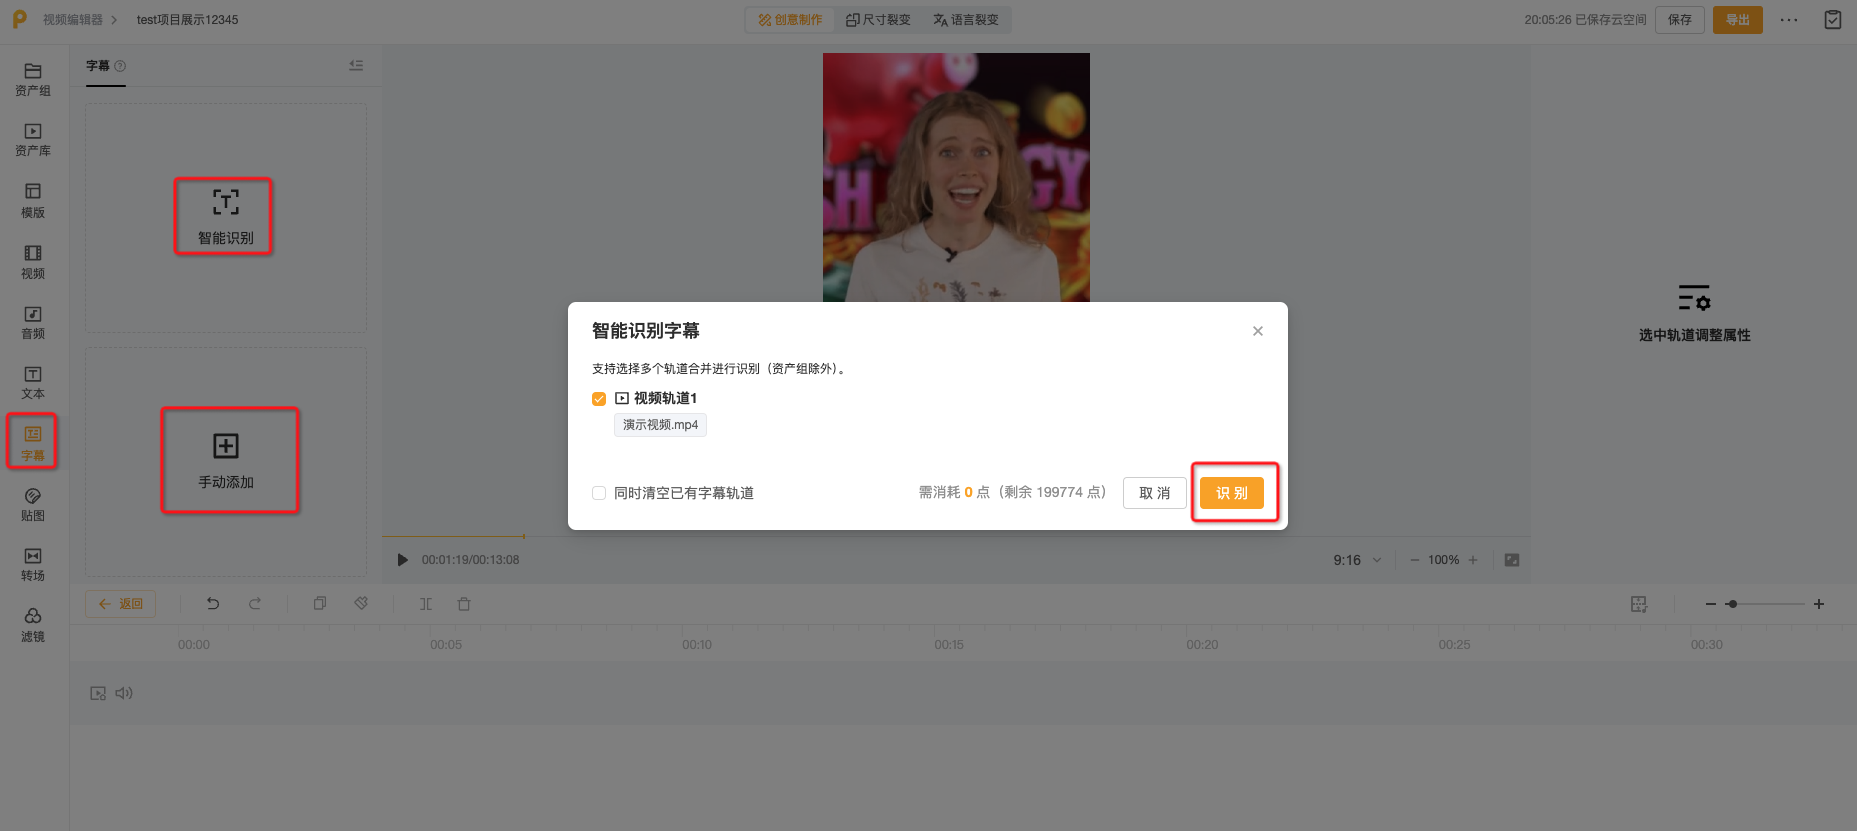 视频编辑器 > test项目展示12345
创意制作
尺寸裂变
语言裂变
20:05:26 已保存云空间
保存
导出
资产组
资产库
模版
视频
音频
文本
字幕
贴图
转场
滤镜
字幕
智能识别
手动添加
SH
GY
智能识别字幕
支持选择多个轨道合并进行识别（资产组除外）。
视频轨道1
演示视频.mp4
同时清空已有字幕轨道
需消耗 0 点（剩余 199774 点）
取 消
识 别
选中轨道调整属性
00:01:19/00:13:08
9:16
100%
返回
00:00
00:05
00:10
00:15
00:20
00:25
00:30